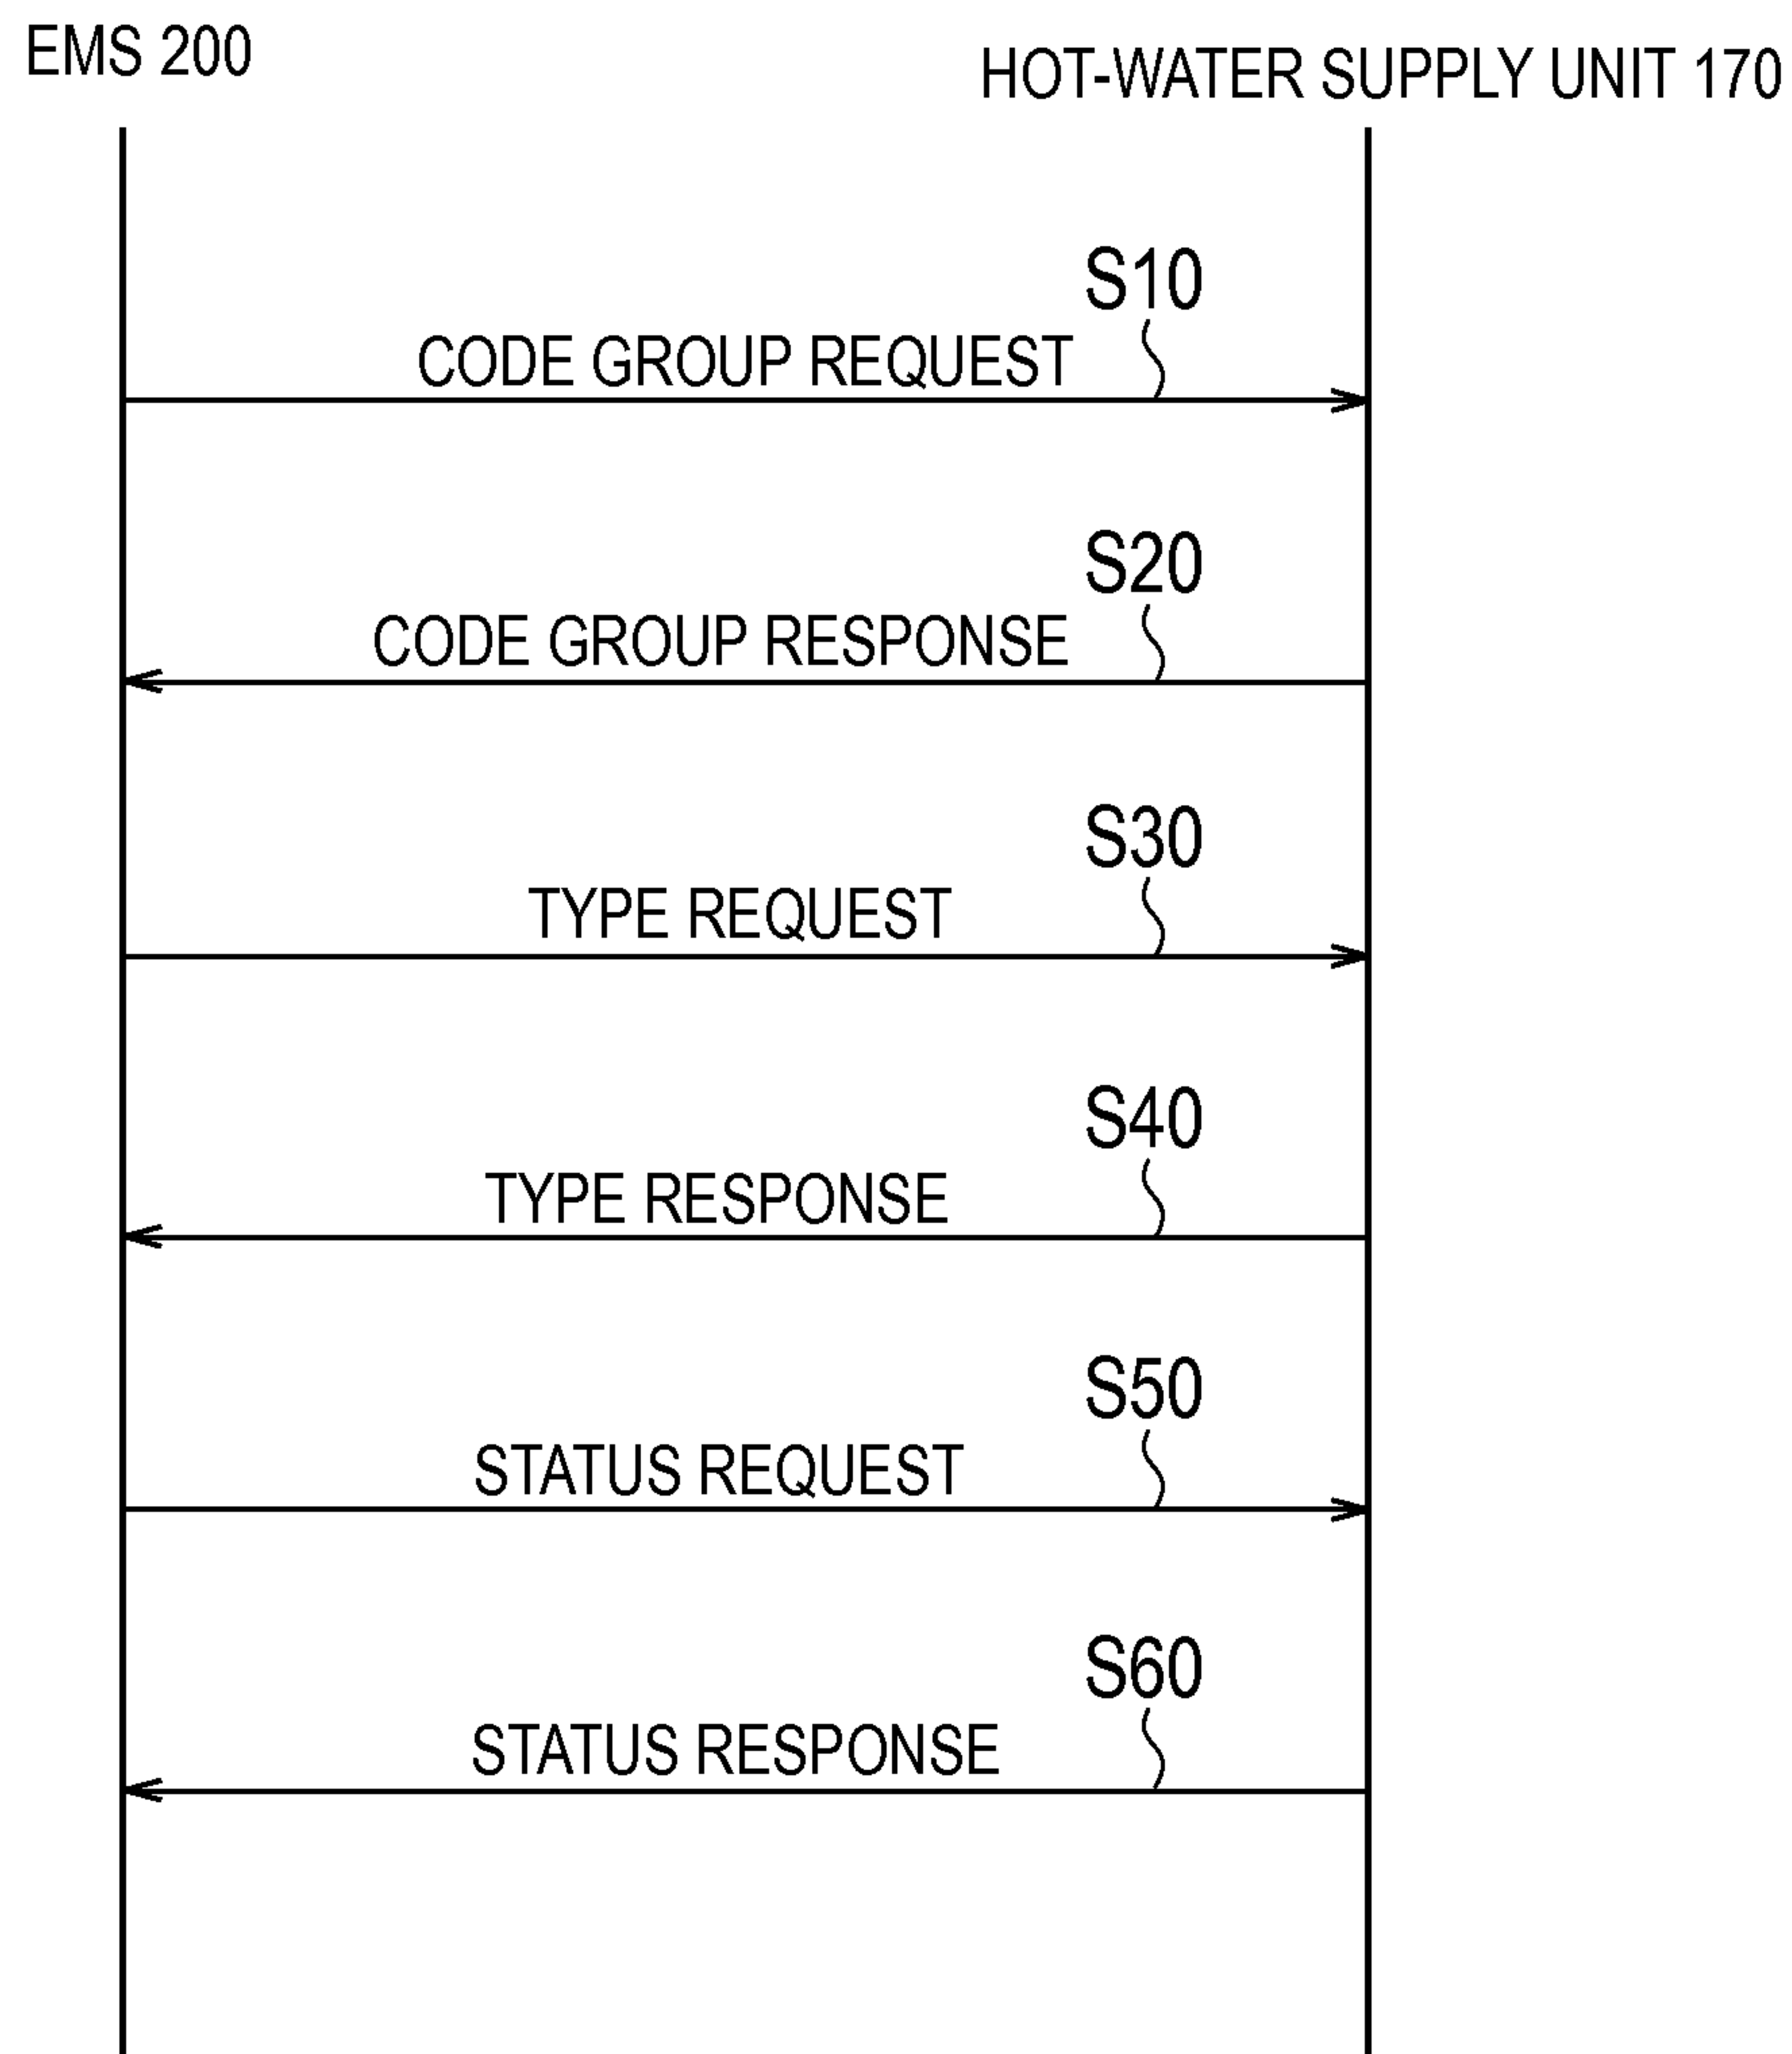 EMS 200
HOT-WATER SUPPLY UNIT 170
S10
CODE GROUP REQUEST
S20
CODE GROUP RESPONSE
S30
TYPE REQUEST
S40
TYPE RESPONSE
S50
STATUS REQUEST
S60
STATUS RESPONSE